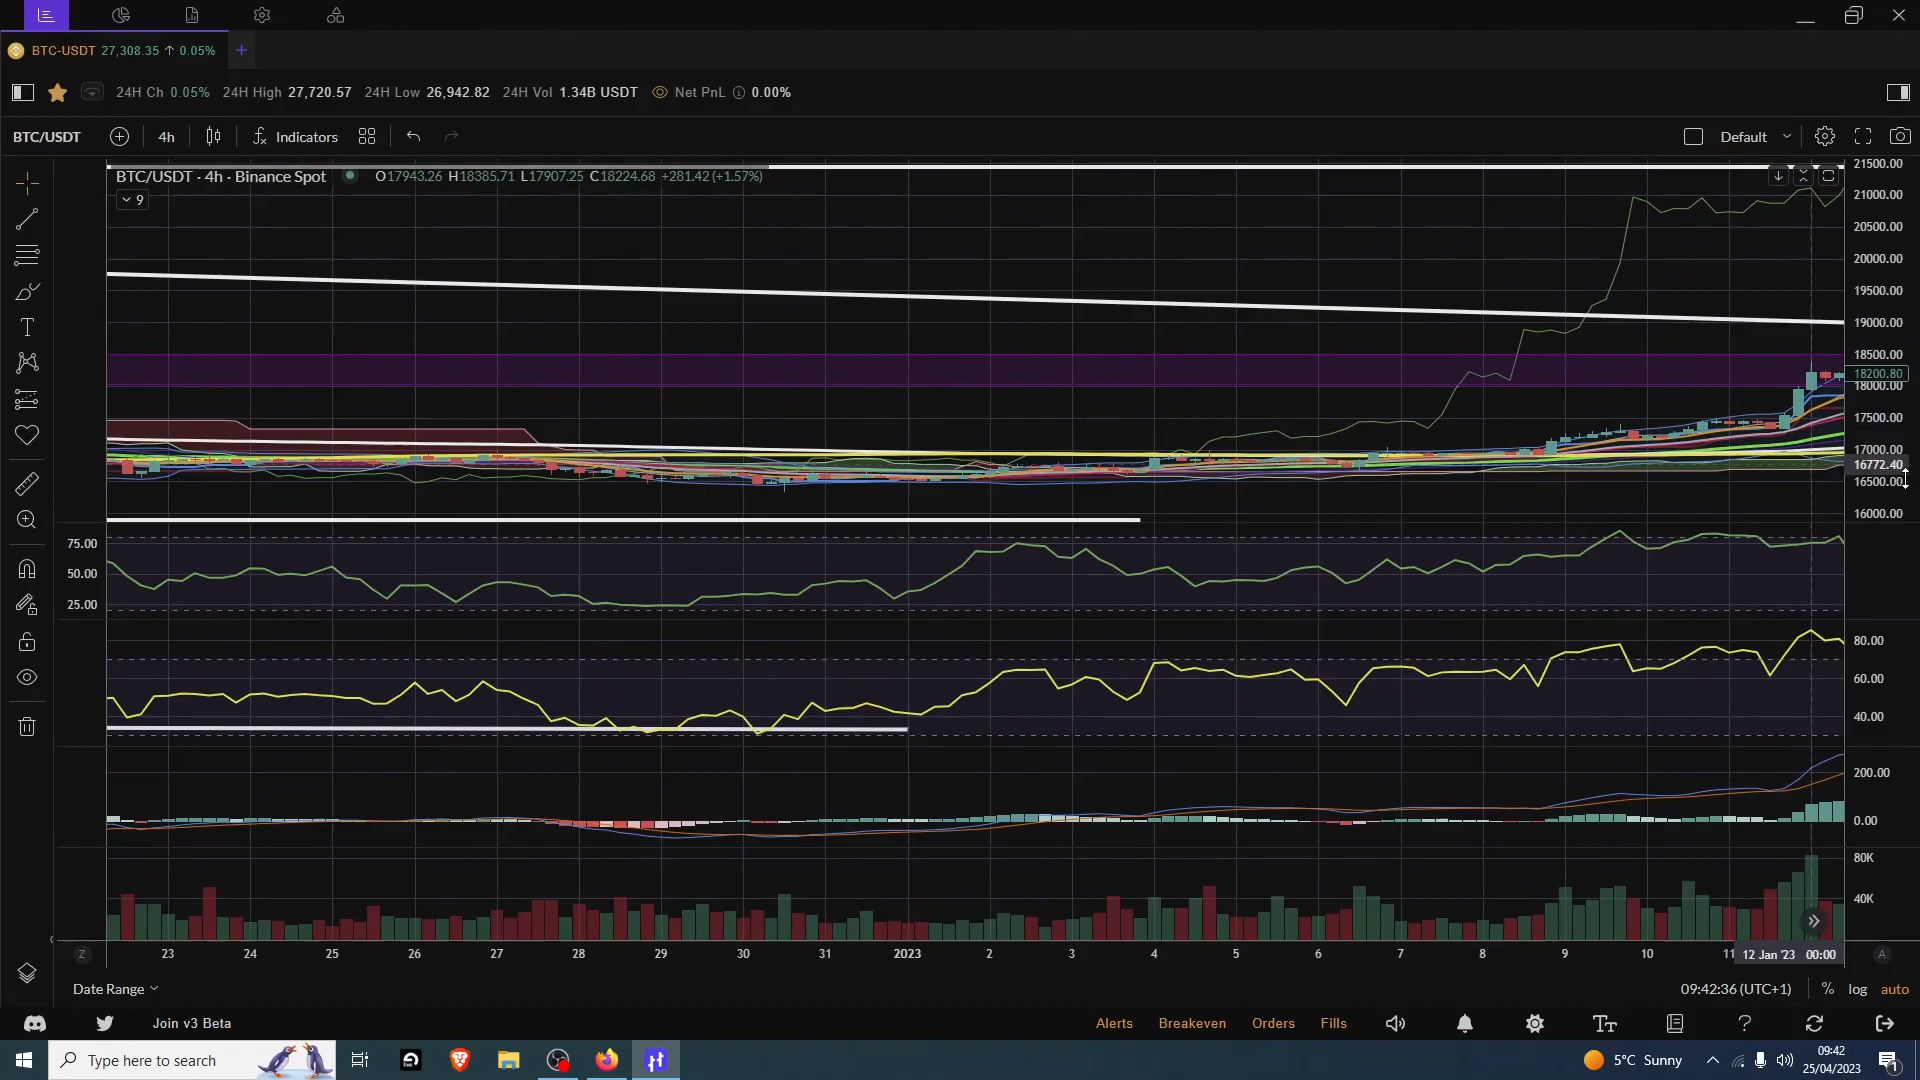 BTC-USDT 27,308.35 ↑ 0.05% +
24H Ch 0.05% 24H High 27,720.57 24H Low 26,942.82 24H Vol 1.34B USDT Net PnL 0.00%
BTC/USDT 4h Indicators Default
BTC/USDT · 4h · Binance Spot O17943.26 H18385.71 L17907.25 C18224.68 +281.42 (+1.57%)
9
21500.00
21000.00
20500.00
20000.00
19500.00
19000.00
18500.00
18200.80
18000.00
17500.00
17000.00
16772.40
16500.00
16000.00
75.00
50.00
25.00
80.00
60.00
40.00
200.00
0.00
80K
40K
Z 23 24 25 26 27 28 29 30 31 2023 2 3 4 5 6 7 8 9 10 11 12 Jan '23 00:00 A
Date Range 09:42:36 (UTC+1) % log auto
Join v3 Beta Alerts Breakeven Orders Fills
Type here to search 5°C Sunny 09:42
25/04/2023 1